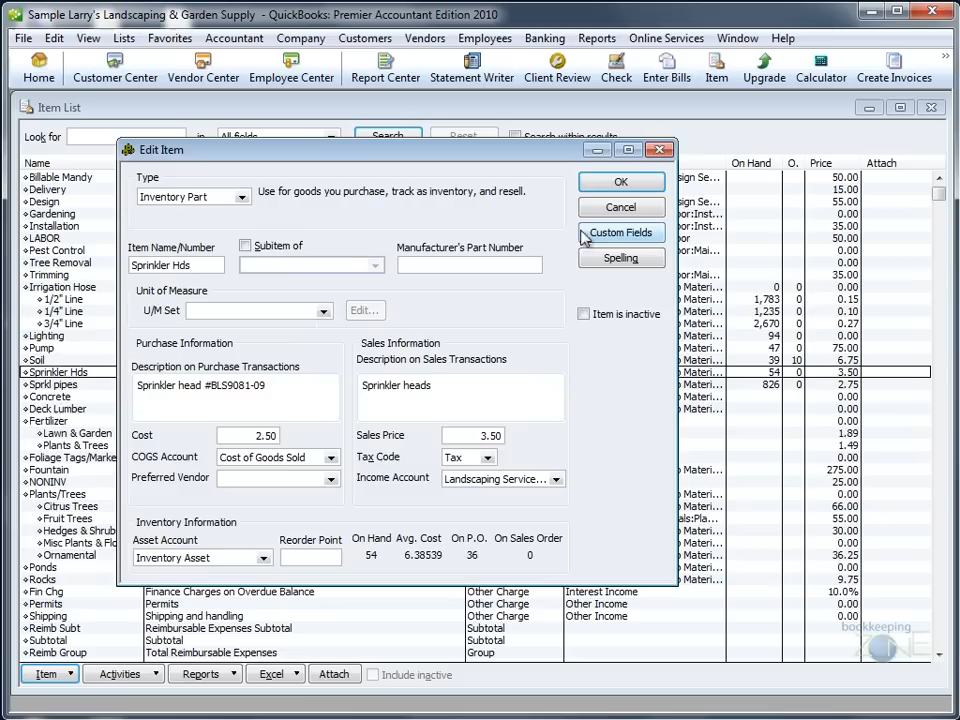 Sample Larry's Landscaping & Garden Supply - QuickBooks: Premier Accountant Edition 2010
File Edit View Lists Favorites Accountant Company Customers Vendors Employees Banking Reports Online Services Window Help
Home Customer Center Vendor Center Employee Center Report Center Statement Writer Client Review Check Enter Bills Item Upgrade Calculator Create Invoices »
Item List
Look for in All fields Search Reset Search within results
Name On Hand O. Price Attach
Edit Item
Type
Inventory Part
Use for goods you purchase, track as inventory, and resell.
OK
Cancel
Custom Fields
Spelling
Item Name/Number
Subitem of
Manufacturer's Part Number
Sprinkler Hds
Unit of Measure
U/M Set
Edit...
Item is inactive
Purchase Information
Description on Purchase Transactions
Sprinkler head #BLS9081-09
Cost 2.50
COGS Account Cost of Goods Sold
Preferred Vendor
Sales Information
Description on Sales Transactions
Sprinkler heads
Sales Price 3.50
Tax Code Tax
Income Account Landscaping Service...
Inventory Information
Asset Account
Inventory Asset
Reorder Point
On Hand Avg. Cost On P.O. On Sales Order
54 6.38539 36 0
Billable Mandy 50.00
Delivery 15.00
Design 55.00
Gardening 0.00
Installation 35.00
LABOR 0.00
Pest Control 0.00
Tree Removal 0.00
Trimming 35.00
Irrigation Hose 0 0 0.00
1/2" Line 1,783 0 0.15
1/4" Line 1,235 0 0.10
3/4" Line 2,670 0 0.27
Lighting 94 0 0.00
Pump 47 0 75.00
Soil 39 10 6.75
Sprinkler Hds 54 0 3.50
Sprkl pipes 826 0 2.75
Concrete 0.00
Deck Lumber 0.00
Fertilizer 0.00
Lawn & Garden 1.89
Plants & Trees 1.49
Foliage Tags/Marke 0.00
Fountain 275.00
NONINV 25.00
Plants/Trees 0.00
Citrus Trees 66.00
Fruit Trees 55.00
Hedges & Shrub 30.00
Misc Plants & Flo 0.00
Ornamental 36.25
Ponds 0.00
Rocks 9.75
Fin Chg Finance Charges on Overdue Balance Other Charge Interest Income 10.0%
Permits Permits Other Charge Other Income 0.00
Shipping Shipping and handling Other Charge Other Income 0.00
Reimb Subt Reimbursable Expenses Subtotal Subtotal 0.00
Subtotal Subtotal Subtotal 0.00
Reimb Group Total Reimbursable Expenses Group
bookkeeping
ZONE
Item Activities Reports Excel Attach Include inactive